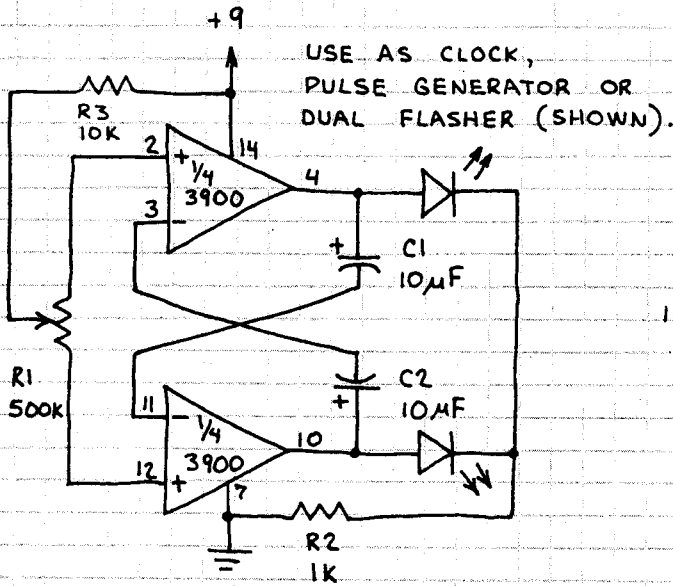 +9
USE AS CLOCK,
PULSE GENERATOR OR
DUAL FLASHER (SHOWN).
R3
10K
2
+
1/4
3900
14
4
3
-
+
C1
10µF
R1
500K
11
-
1/4
3900
10
12
+
7
C2
10µF
+
R2
1K